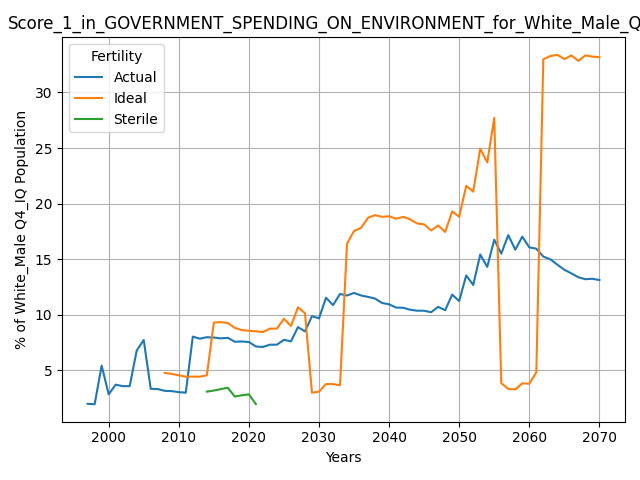 Score_1_in_GOVERNMENT_SPENDING_ON_ENVIRONMENT_for_White_Male_Q
Fertility
Actual
Ideal
Sterile
% of White_Male Q4_IQ Population
30
25
20
15
10
5
2000 2010 2020 2030 2040 2050 2060 2070
Years